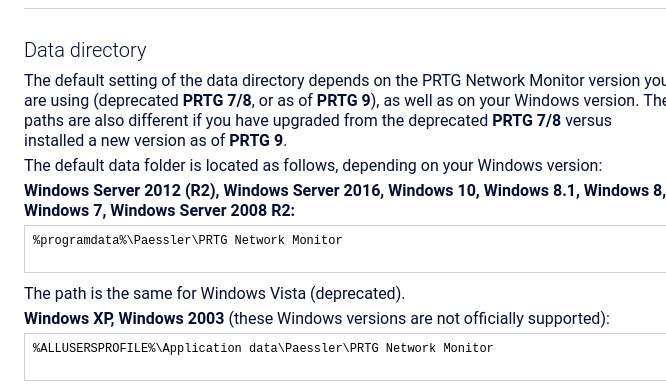 Data directory
The default setting of the data directory depends on the PRTG Network Monitor version you
are using (deprecated PRTG 7/8, or as of PRTG 9), as well as on your Windows version. The
paths are also different if you have upgraded from the deprecated PRTG 7/8 versus
installed a new version as of PRTG 9.
The default data folder is located as follows, depending on your Windows version:
Windows Server 2012 (R2), Windows Server 2016, Windows 10, Windows 8.1, Windows 8,
Windows 7, Windows Server 2008 R2:
%programdata%\Paessler\PRTG Network Monitor
The path is the same for Windows Vista (deprecated).
Windows XP, Windows 2003 (these Windows versions are not officially supported):
%ALLUSERSPROFILE%\Application data\Paessler\PRTG Network Monitor